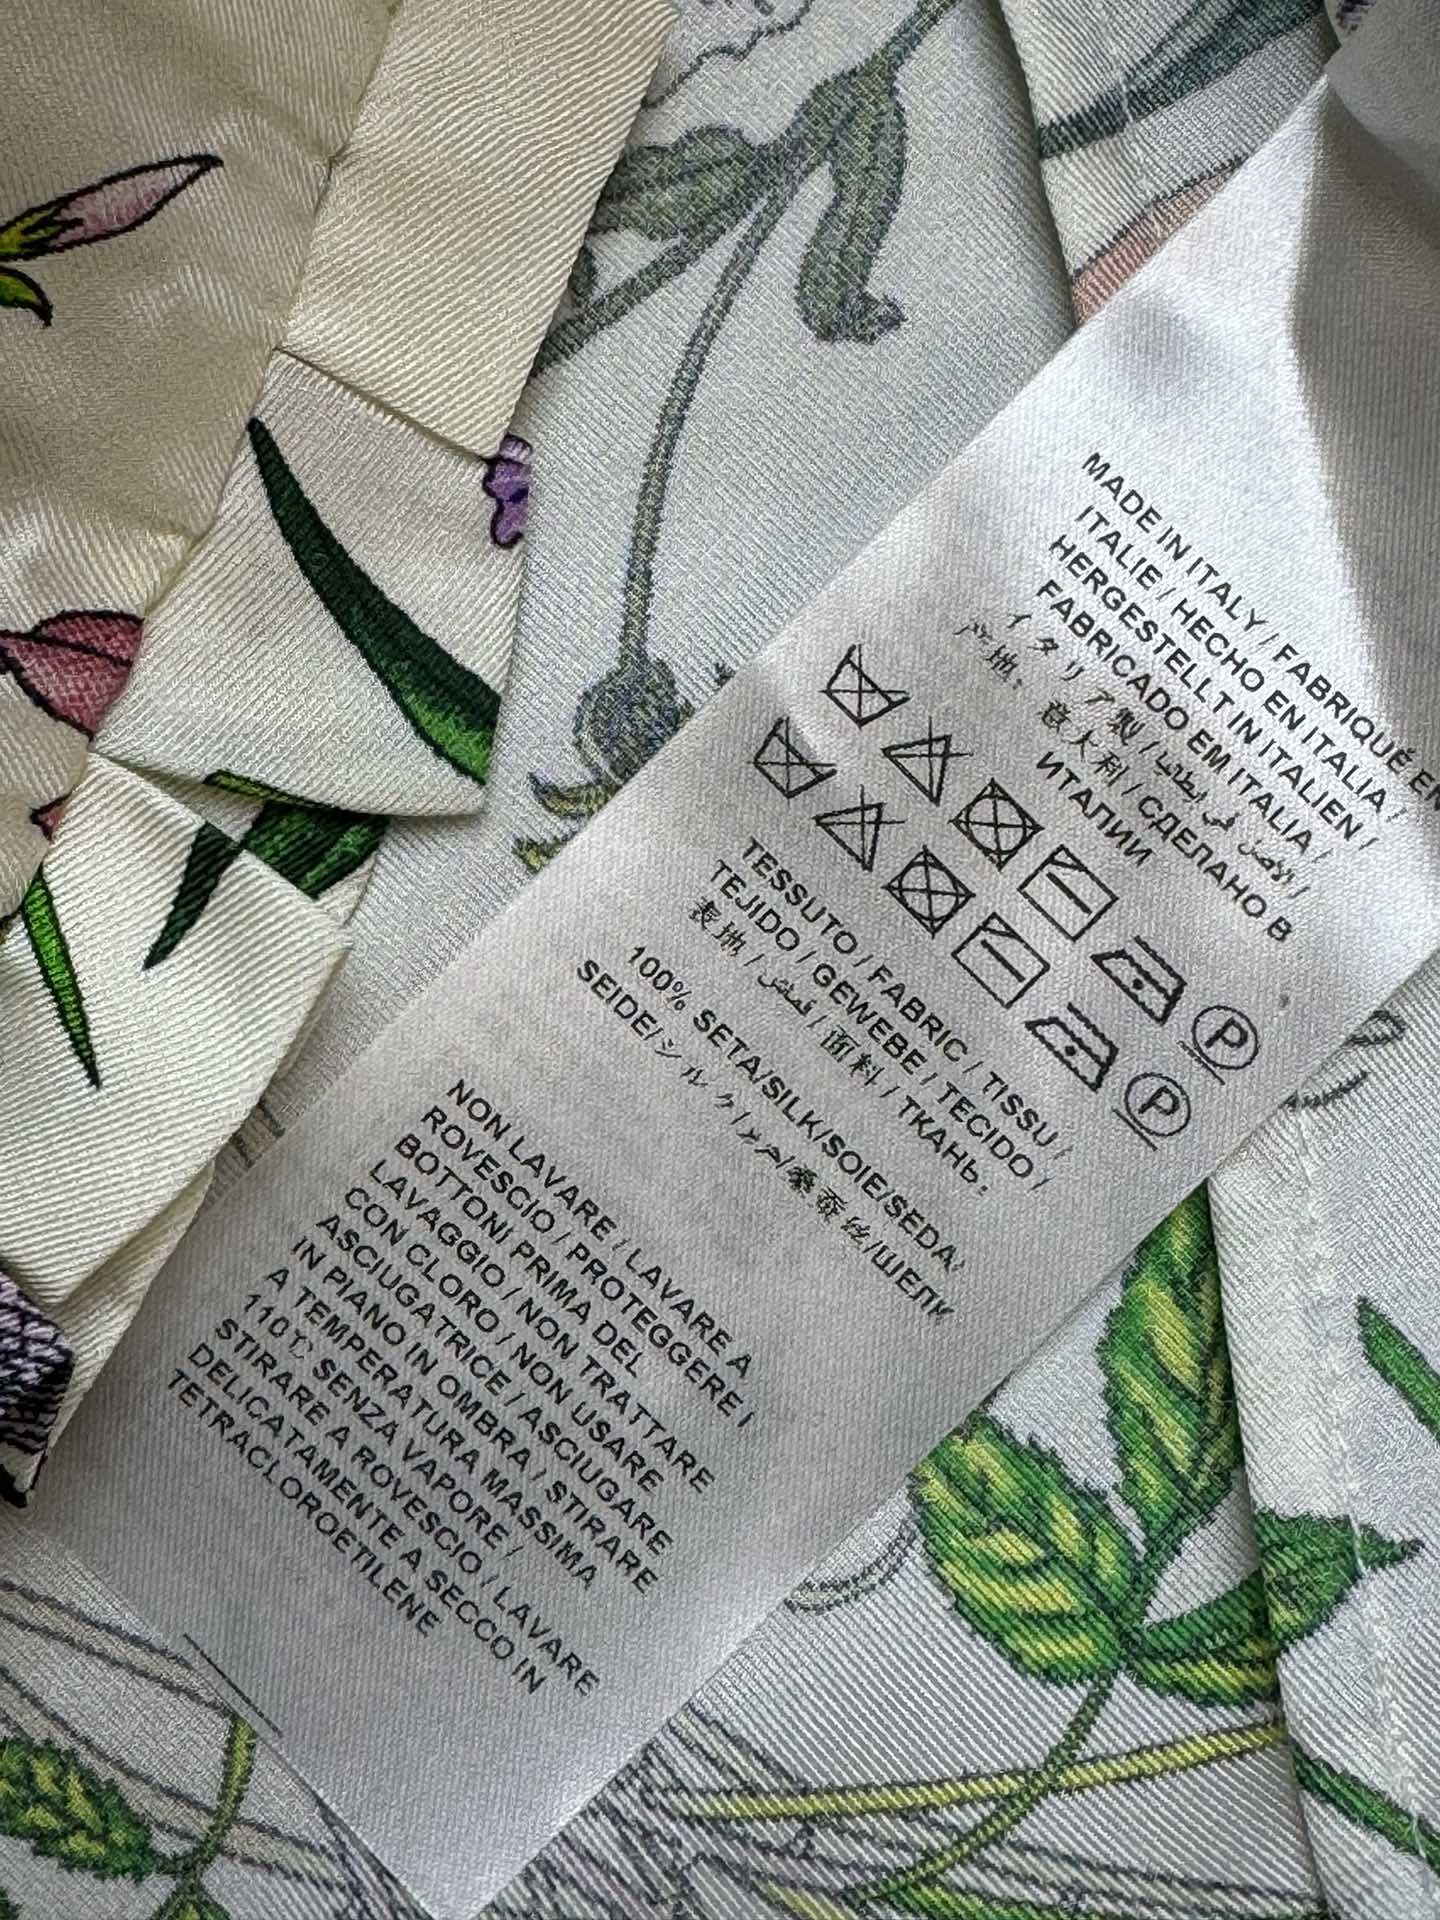 MADE IN ITALY / FABRIQUÉ EN
ITALIE / HECHO EN ITALIA /
HERGESTELLT IN ITALIEN /
FABRICADO EM ITALIA /
イタリア製 / الاصل في إيطاليا /
产地: 意大利 / СДЕЛАНО В
ИТАЛИИ
P
P
TESSUTO / FABRIC / TISSU /
TEJIDO / GEWEBE / TECIDO /
表地 / قماش / 面料 / ТКАНЬ:
100% SETA/SILK/SOIE/SEDA/
SEIDE/シルク/حرير/桑蚕丝/ШЕЛК
NON LAVARE / LAVARE A
ROVESCIO / PROTEGGERE I
BOTTONI PRIMA DEL
LAVAGGIO / NON TRATTARE
CON CLORO / NON USARE
ASCIUGATRICE / ASCIUGARE
IN PIANO IN OMBRA / STIRARE
A TEMPERATURA MASSIMA
110℃ SENZA VAPORE /
STIRARE A ROVESCIO / LAVARE
DELICATAMENTE A SECCO IN
TETRACLOROETILENE